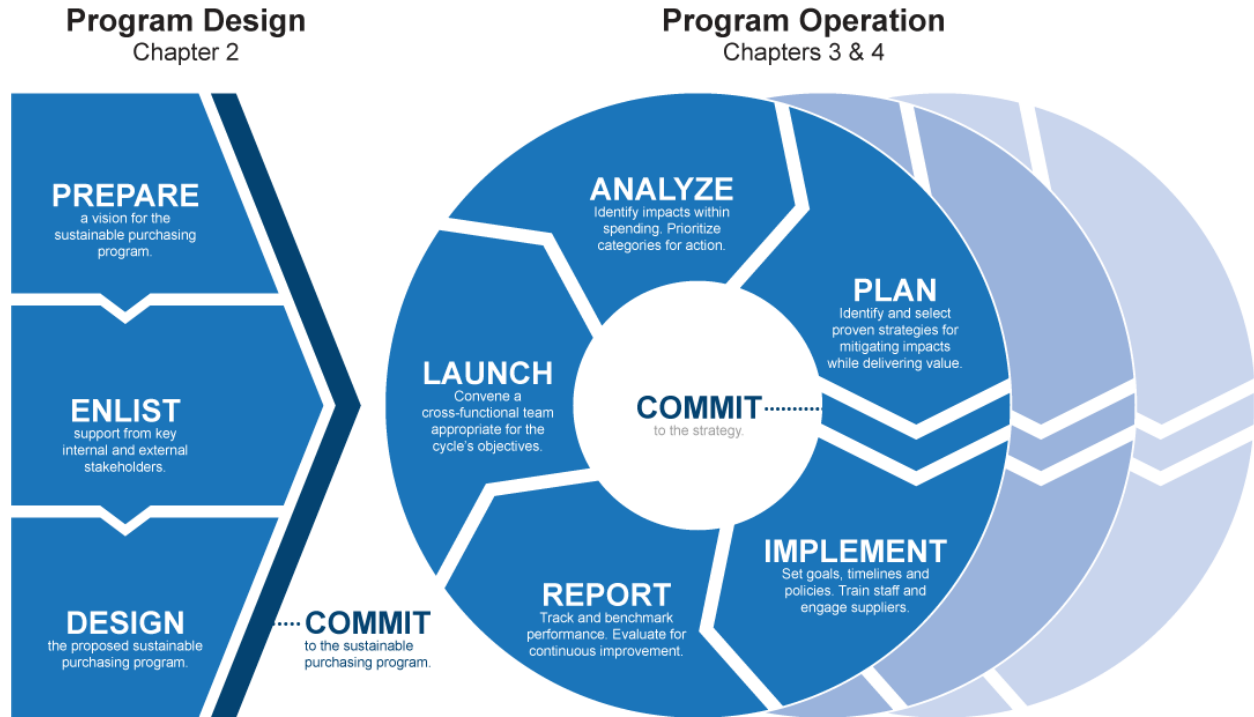 Program Design
Chapter 2
PREPARE
a vision for the
sustainable purchasing
program.
ENLIST
support from key
internal and external
stakeholders.
DESIGN
the proposed sustainable
purchasing program.
COMMIT
to the sustainable
purchasing program.
Program Operation
Chapters 3 & 4
LAUNCH
Convene a
cross-functional team
appropriate for the
cycle's objectives.
ANALYZE
Identify impacts within
spending. Prioritize
categories for action.
PLAN
Identify and select
proven strategies for
mitigating impacts
while delivering value.
COMMIT
to the strategy.
IMPLEMENT
Set goals, timelines and
policies. Train staff and
engage suppliers.
REPORT
Track and benchmark
performance. Evaluate for
continuous improvement.